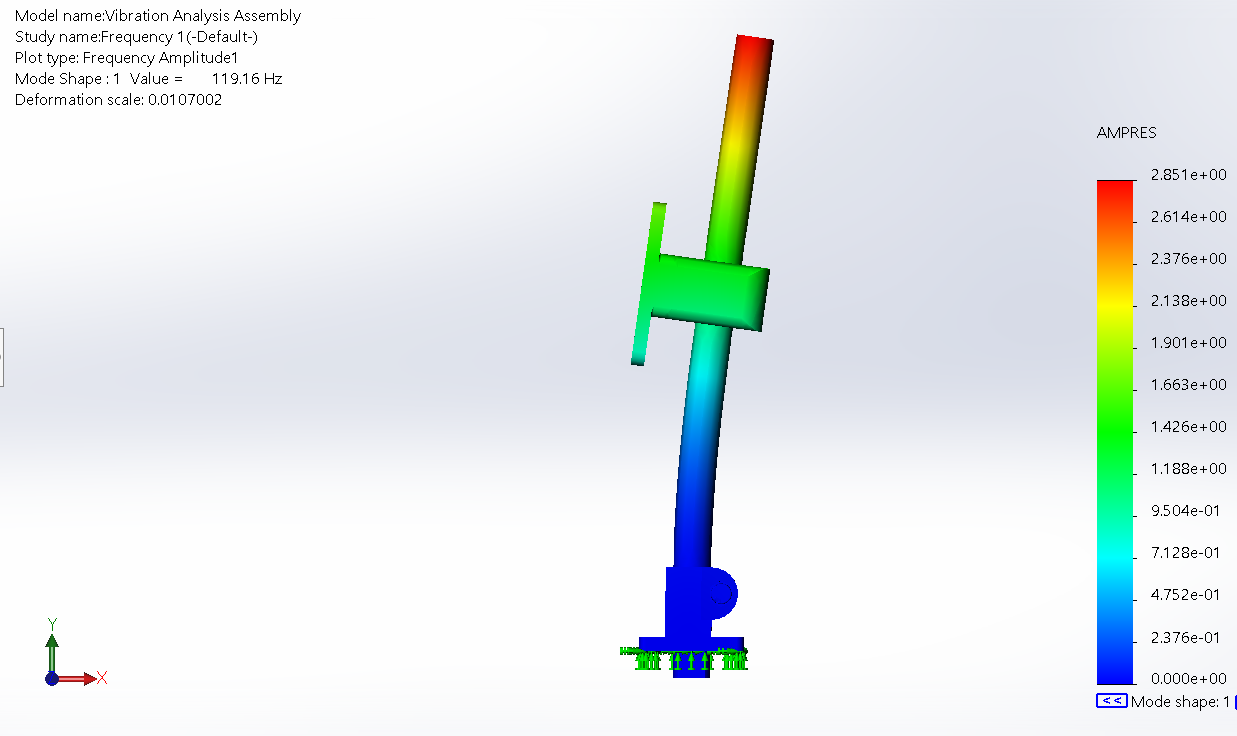 Model name:Vibration Analysis Assembly
Study name:Frequency 1(-Default-)
Plot type: Frequency Amplitude1
Mode Shape : 1 Value = 119.16 Hz
Deformation scale: 0.0107002
AMPRES
2.851e+00
2.614e+00
2.376e+00
2.138e+00
1.901e+00
1.663e+00
1.426e+00
1.188e+00
9.504e-01
7.128e-01
4.752e-01
2.376e-01
0.000e+00
<< Mode shape: 1
Y
X